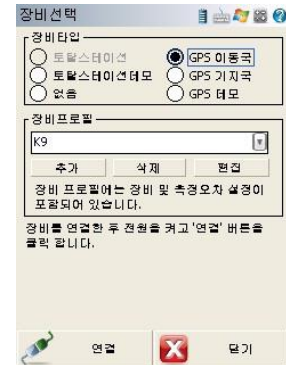 장비선택
장비타입
토탈스테이션 GPS 이동국
토탈스테이션데모 GPS 기지국
없음 GPS 데모
장비프로필
K9
추가 삭제 편집
장비 프로필에는 장비 및 측정오차 설정이
포함되어 있습니다.
장비를 연결한 후 전원을 켜고 '연결' 버튼을
클릭 합니다.
연결 닫기